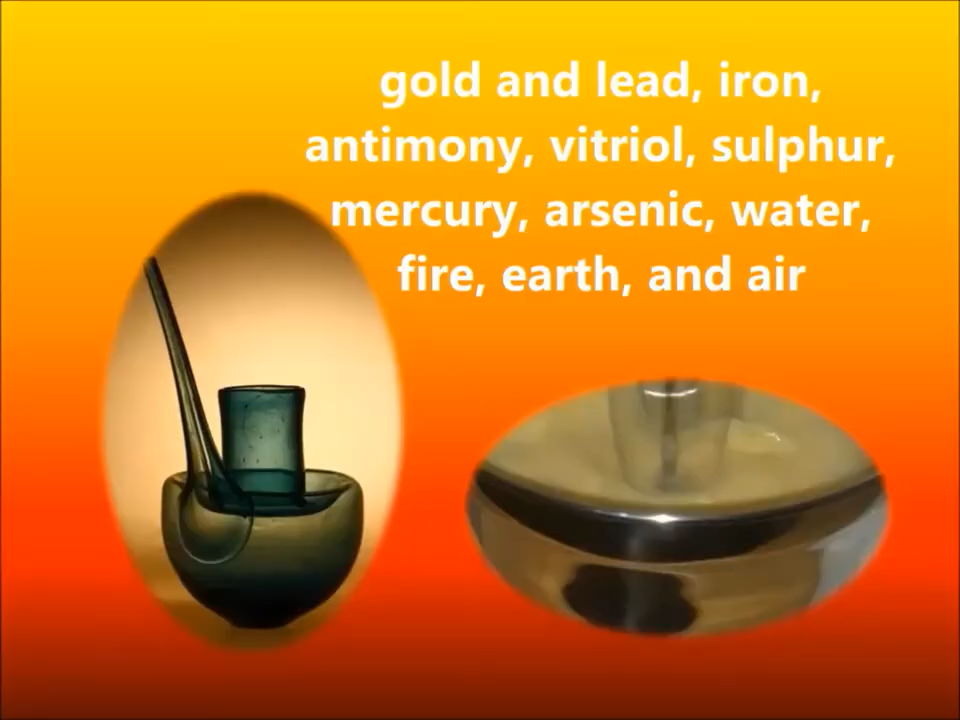 gold and lead, iron,
antimony, vitriol, sulphur,
mercury, arsenic, water,
fire, earth, and air